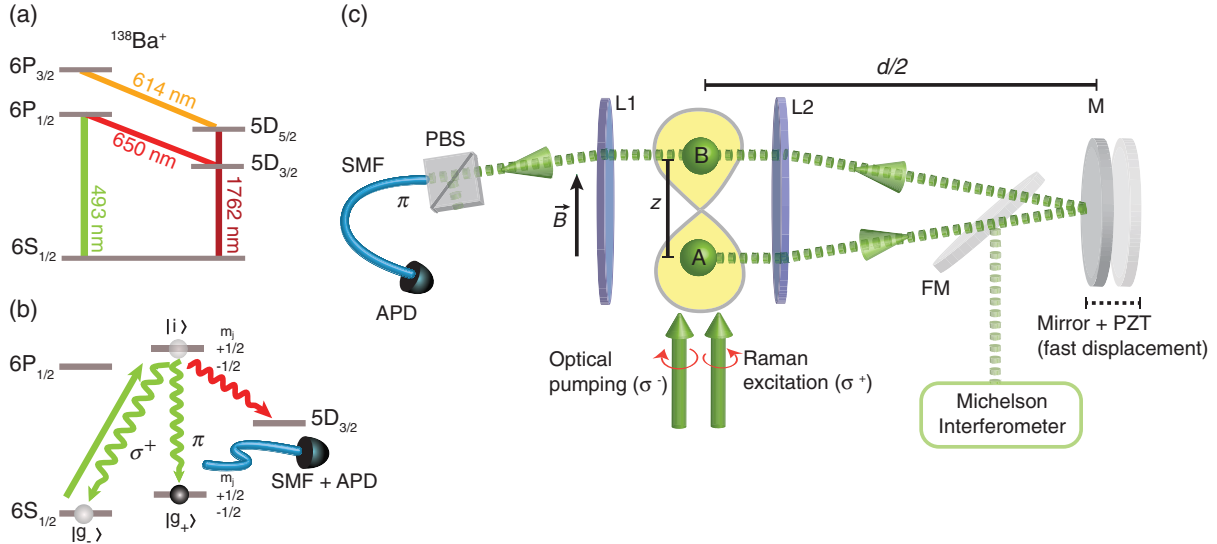 (a)
¹³⁸Ba⁺
6P₃/₂
614 nm
6P₁/₂
5D₅/₂
650 nm
5D₃/₂
493 nm
1762 nm
6S₁/₂
(b)
|i⟩
mⱼ
+1/2
-1/2
6P₁/₂
5D₃/₂
σ⁺
π
SMF + APD
mⱼ
+1/2
-1/2
6S₁/₂
|g₋⟩
|g₊⟩
(c)
d/2
L1
L2
M
PBS
SMF
B
π
B⃗
z
A
FM
APD
Mirror + PZT
(fast displacement)
Optical
pumping (σ⁻)
Raman
excitation (σ⁺)
Michelson
Interferometer